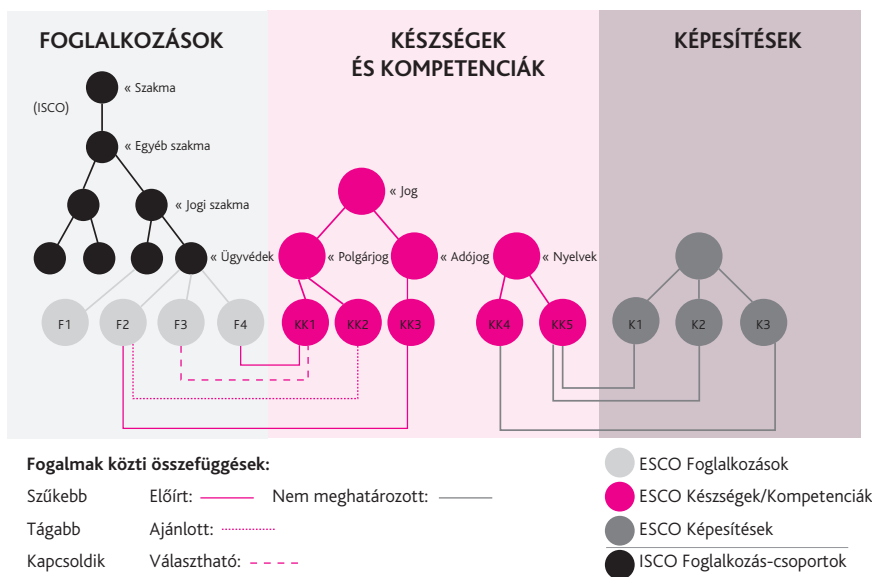 FOGLALKOZÁSOK
KÉSZSÉGEK
ÉS KOMPETENCIÁK
KÉPESÍTÉSEK
(ISCO)
« Szakma
« Egyéb szakma
« Jogi szakma
« Ügyvédek
« Jog
« Polgárjog
« Adójog
« Nyelvek
F1
F2
F3
F4
KK1
KK2
KK3
KK4
KK5
K1
K2
K3
Fogalmak közti összefüggések:
Szűkebb
Előírt:
Nem meghatározott:
Tágabb
Ajánlott:
Kapcsoldik
Választható:
ESCO Foglalkozások
ESCO Készségek/Kompetenciák
ESCO Képesítések
ISCO Foglalkozás-csoportok